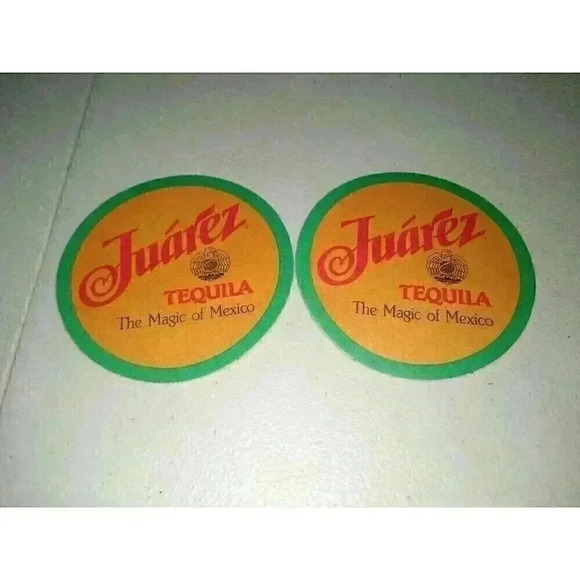 Juárez
TEQUILA
The Magic of Mexico
Juárez
TEQUILA
The Magic of Mexico